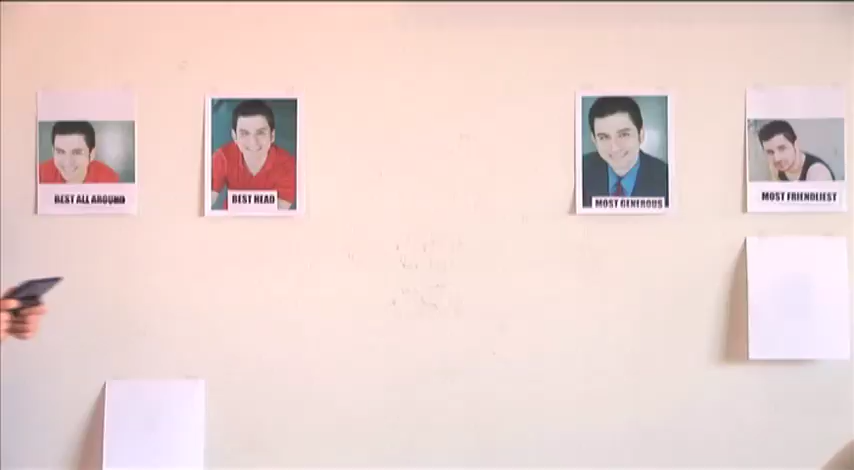 BEST ALL AROUND
BEST HEAD
MOST GENEROUS
MOST FRIENDLIEST